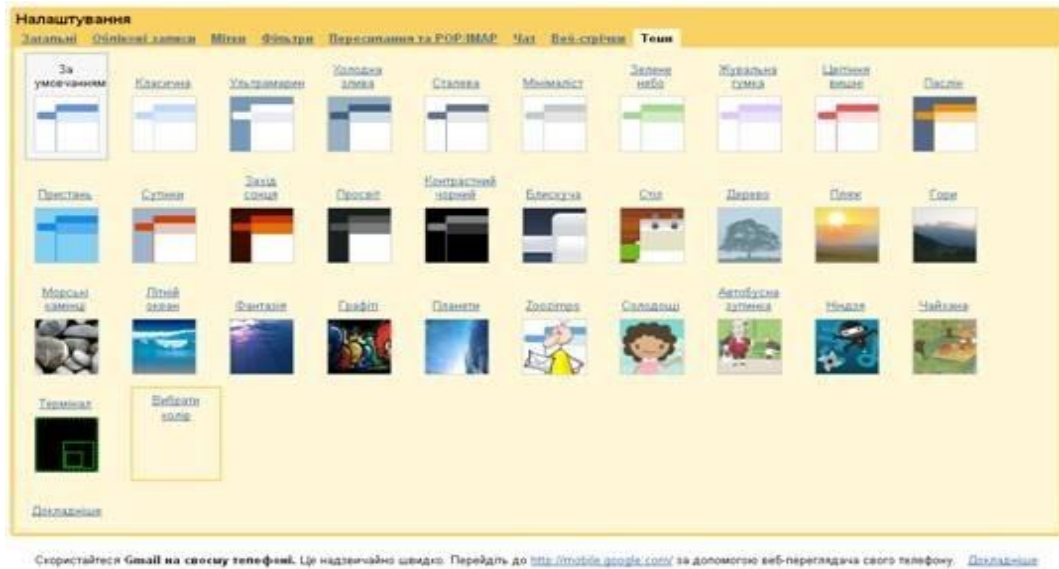 Налаштування
Загальні Облікові записи Мітки Фільтри Пересилання та POP/IMAP Чат Веб-стрічки Теми
За умовчанням Класична Ультрамарин Холодна злива Сталева Мінімаліст Зелене небо Жувальна гумка Цвітіння вишні Паслін
Пристань Сутінки Захід сонця Просвіт Контрастний чорний Блискуча Стіл Дерево Пляж Гори
Морські камінці Літній океан Фантазія Графіті Планети Zoozimps Солодощі Автобусна зупинка Ніндзя Чайхана
Термінал Вибрати колір
Докладніше
Скористайтеся Gmail на своєму телефоні. Це надзвичайно швидко. Перейдіть до http://mobile.google.com/ за допомогою веб-переглядача свого телефону. Докладніше